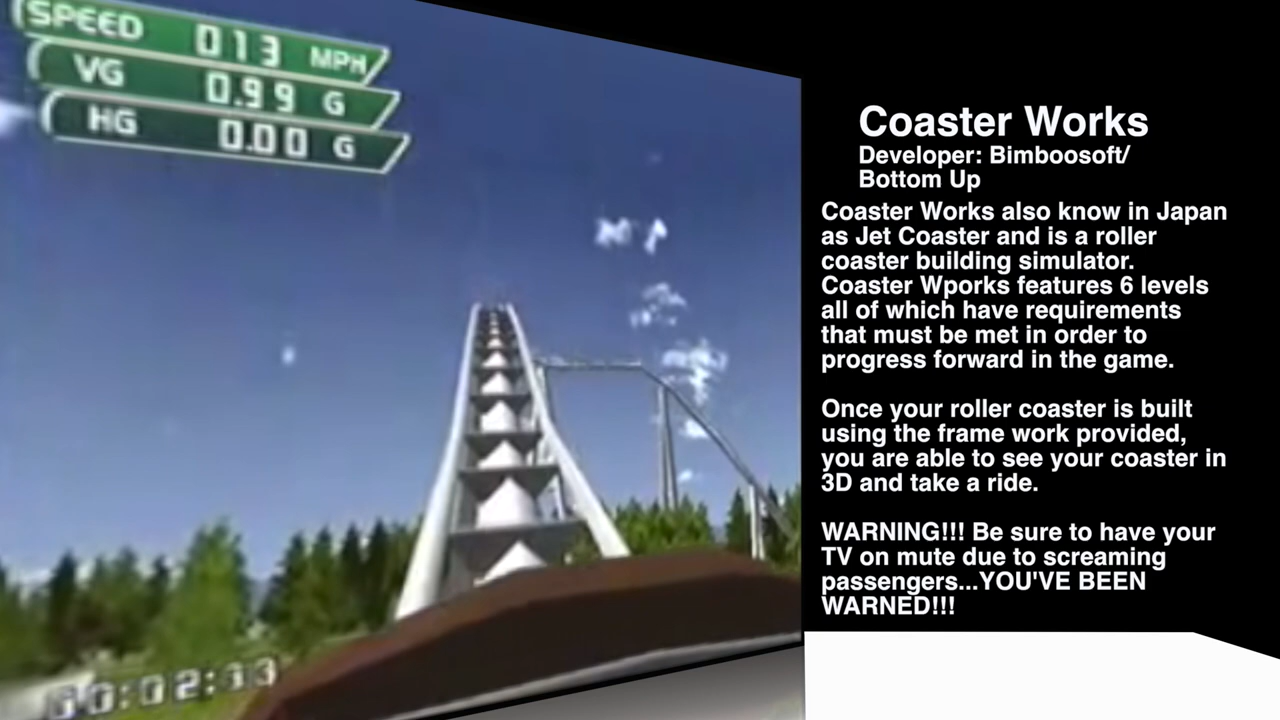 SPEED 013 MPH
VG 0.99 G
HG 0.00 G
Coaster Works
Developer: Bimboosoft/
Bottom Up
Coaster Works also know in Japan
as Jet Coaster and is a roller
coaster building simulator.
Coaster Wporks features 6 levels
all of which have requirements
that must be met in order to
progress forward in the game.
Once your roller coaster is built
using the frame work provided,
you are able to see your coaster in
3D and take a ride.
WARNING!!! Be sure to have your
TV on mute due to screaming
passengers...YOU'VE BEEN
WARNED!!!